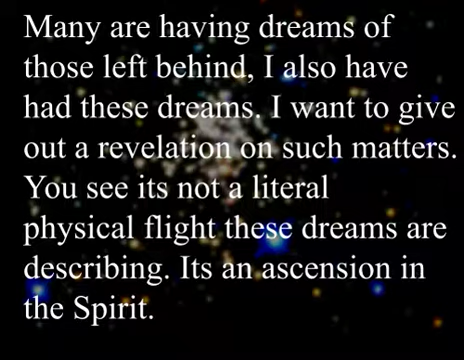 Many are having dreams of
those left behind, I also have
had these dreams. I want to give
out a revelation on such matters.
You see its not a literal
physical flight these dreams are
describing. Its an ascension in
the Spirit.